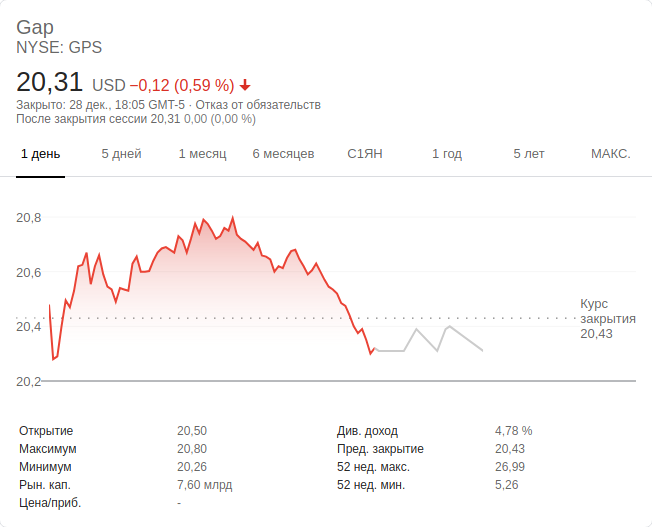 Gap
NYSE: GPS
20,31 USD −0,12 (0,59 %)
Закрыто: 28 дек., 18:05 GMT-5 · Отказ от обязательств
После закрытия сессии 20,31 0,00 (0,00 %)
1 день 5 дней 1 месяц 6 месяцев С1ЯН 1 год 5 лет МАКС.
20,8
20,6
20,4
20,2
Курс
закрытия
20,43
Открытие 20,50 Див. доход 4,78 %
Максимум 20,80 Пред. закрытие 20,43
Минимум 20,26 52 нед. макс. 26,99
Рын. кап. 7,60 млрд 52 нед. мин. 5,26
Цена/приб. -